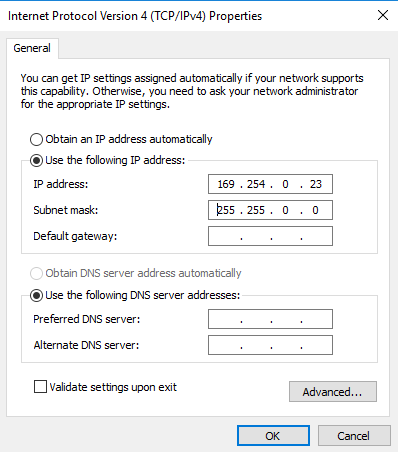 Internet Protocol Version 4 (TCP/IPv4) Properties
General
You can get IP settings assigned automatically if your network supports
this capability. Otherwise, you need to ask your network administrator
for the appropriate IP settings.
Obtain an IP address automatically
Use the following IP address:
IP address: 169 . 254 . 0 . 23
Subnet mask: 255 . 255 . 0 . 0
Default gateway: . . .
Obtain DNS server address automatically
Use the following DNS server addresses:
Preferred DNS server: . . .
Alternate DNS server: . . .
Validate settings upon exit
Advanced...
OK Cancel